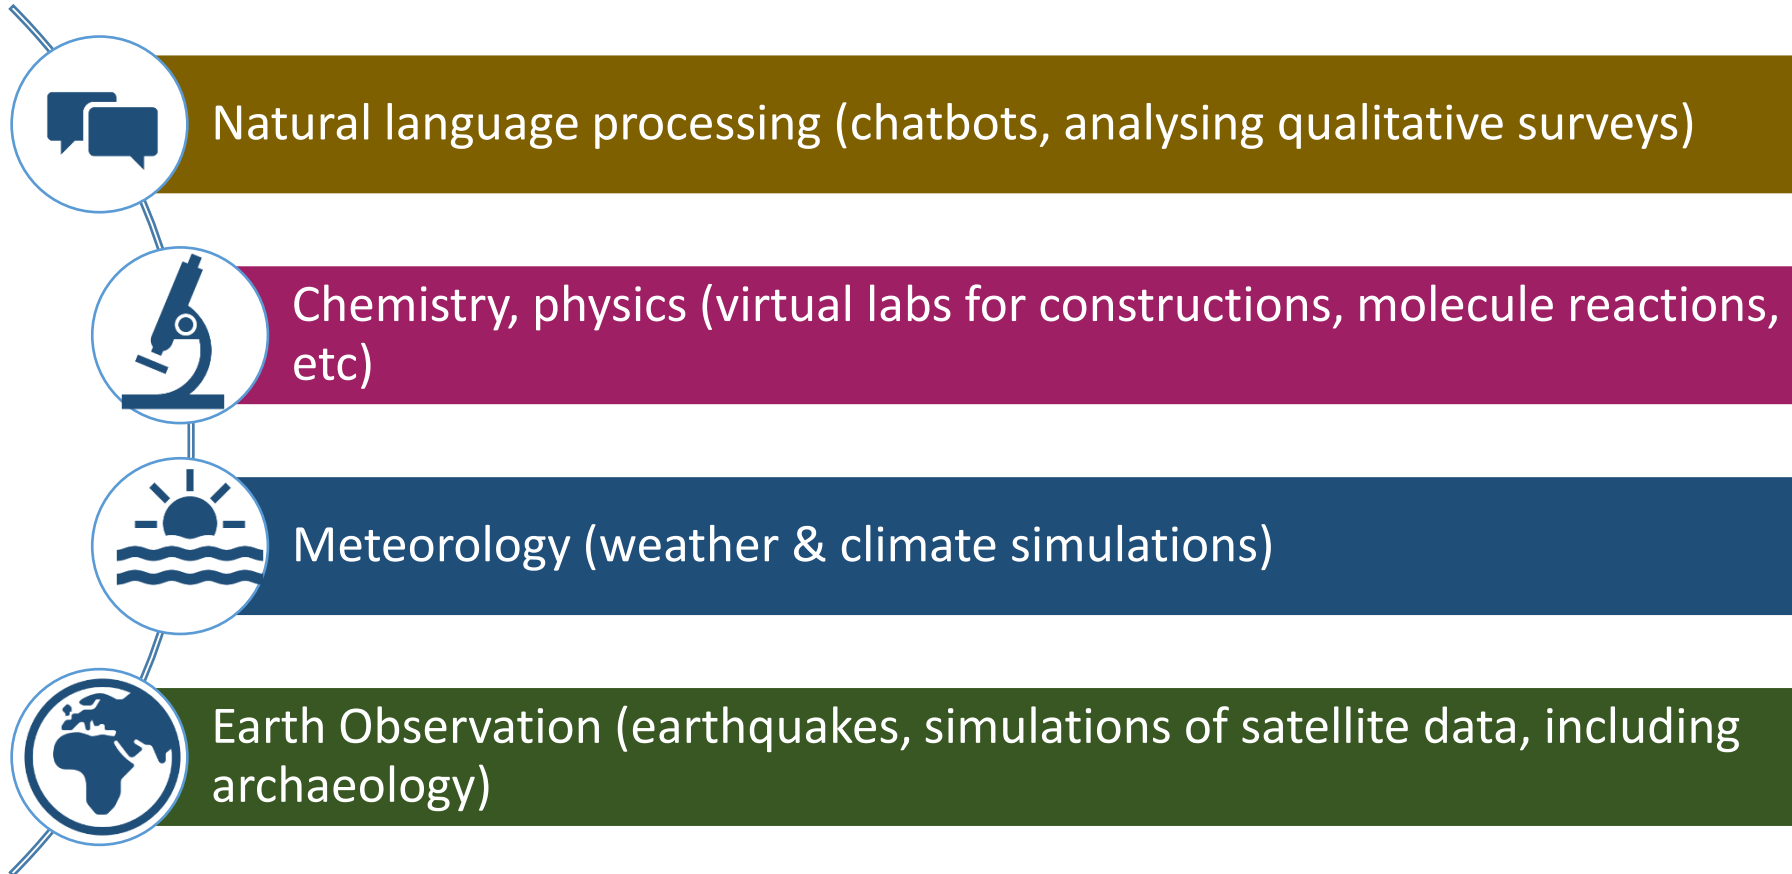 Natural language processing (chatbots, analysing qualitative surveys)
Chemistry, physics (virtual labs for constructions, molecule reactions,
etc)
Meteorology (weather & climate simulations)
Earth Observation (earthquakes, simulations of satellite data, including
archaeology)